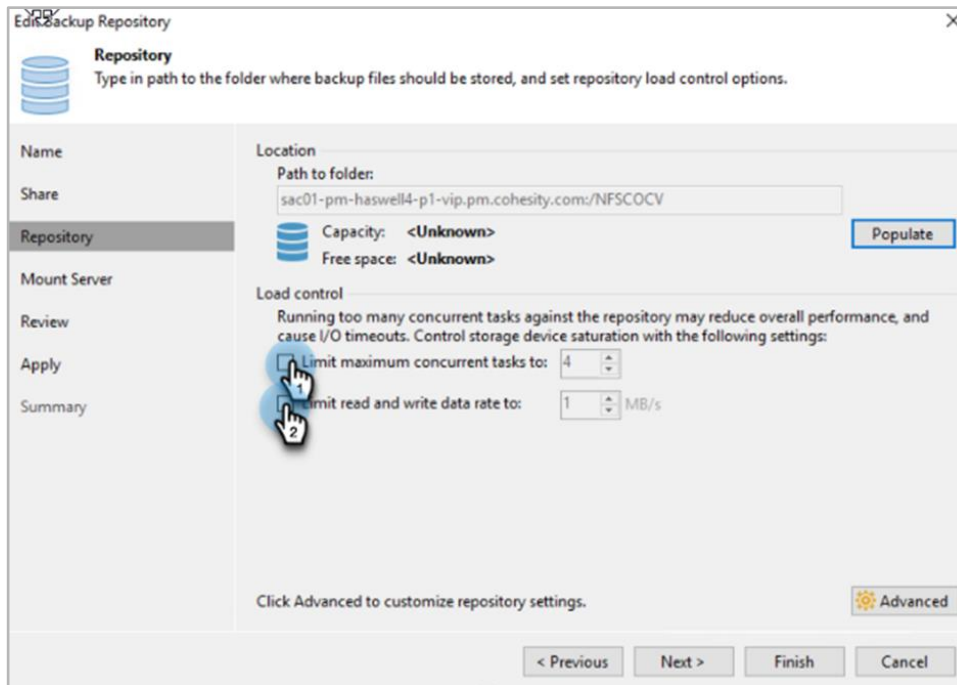 Edit Backup Repository
Repository
Type in path to the folder where backup files should be stored, and set repository load control options.
Name
Share
Repository
Mount Server
Review
Apply
Summary
Location
Path to folder:
sac01-pm-haswell4-p1-vip.pm.cohesity.com:/NFSCOCV
Capacity: <Unknown>
Populate
Free space: <Unknown>
Load control
Running too many concurrent tasks against the repository may reduce overall performance, and
cause I/O timeouts. Control storage device saturation with the following settings:
Limit maximum concurrent tasks to: 4
1
Limit read and write data rate to: 1 MB/s
2
Click Advanced to customize repository settings.
Advanced
< Previous
Next >
Finish
Cancel